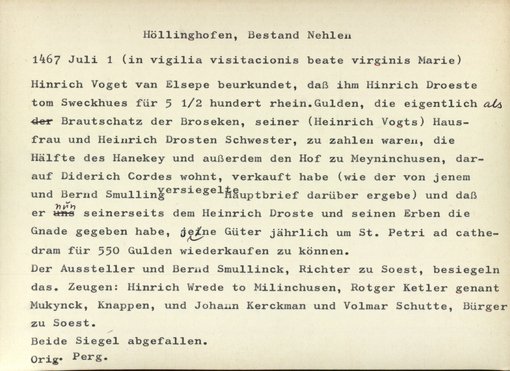 Höllinghofen, Bestand Nehlen
1467 Juli 1 (in vigilia visitacionis beate virginis Marie)
Hinrich Voget van Elsepe beurkundet, daß ihm Hinrich Droeste
tom Sweckhues für 5 1/2 hundert rhein.Gulden, die eigentlich als
der Brautschatz der Broseken, seiner (Heinrich Vogts) Haus-
frau und Heinrich Drosten Schwester, zu zahlen waren, die
Hälfte des Hanekey und außerdem den Hof zu Meyninchusen, dar-
auf Diderich Cordes wohnt, verkauft habe (wie der von jenem
und Bernd Smulling versiegelte Hauptbrief darüber ergebe) und daß
er uns nun seinerseits dem Heinrich Droste und seinen Erben die
Gnade gegeben habe, jene Güter jährlich um St. Petri ad cathe-
dram für 550 Gulden wiederkaufen zu können.
Der Aussteller und Bernd Smullinck, Richter zu Soest, besiegeln
das. Zeugen: Hinrich Wrede to Milinchusen, Rotger Ketler genant
Mukynck, Knappen, und Johann Kerckman und Volmar Schutte, Bürger
zu Soest.
Beide Siegel abgefallen.
Orig. Perg.